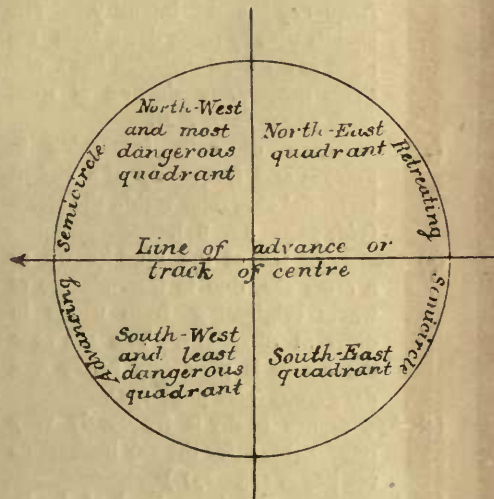 North-West
and most
dangerous
quadrant
North-East
quadrant
Advancing Semicircle
Retreating Semicircle
Line of advance or
track of centre
South-West
and least
dangerous
quadrant
South-East
quadrant